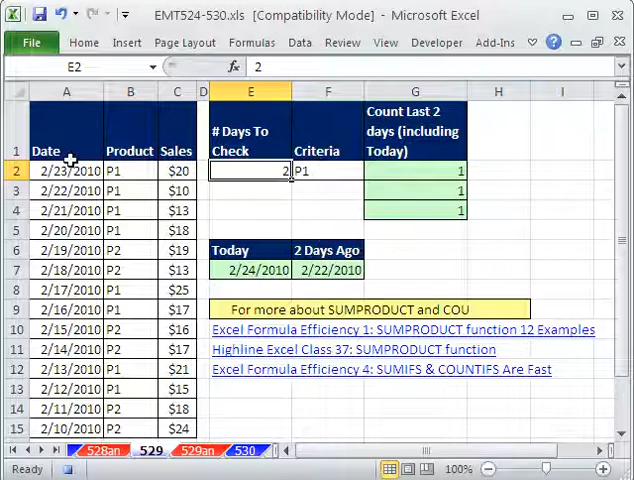 EMT524-530.xls [Compatibility Mode] - Microsoft Excel
File Home Insert Page Layout Formulas Data Review View Developer Add-Ins
E2 fx 2
A B C D E F G H I
1 Date Product Sales # Days To Check Criteria Count Last 2 days (including Today)
2 2/23/2010 P1 $20 2 P1 1
3 2/22/2010 P1 $10 1
4 2/21/2010 P1 $13 1
5 2/20/2010 P1 $18
6 2/19/2010 P2 $19 Today 2 Days Ago
7 2/18/2010 P2 $13 2/24/2010 2/22/2010
8 2/17/2010 P1 $25
9 2/16/2010 P1 $17 For more about SUMPRODUCT and COU
10 2/15/2010 P2 $16 Excel Formula Efficiency 1: SUMPRODUCT function 12 Examples
11 2/14/2010 P2 $17 Highline Excel Class 37: SUMPRODUCT function
12 2/13/2010 P1 $21 Excel Formula Efficiency 4: SUMIFS & COUNTIFS Are Fast
13 2/12/2010 P1 $15
14 2/11/2010 P2 $18
15 2/10/2010 P2 $24
528an 529 529an 530
Ready 100%